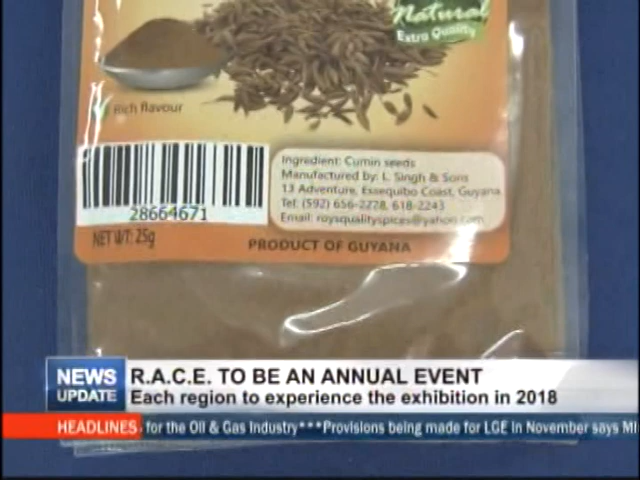 Natural
Extra Quality
Rich flavour
28664671
NET WT: 25g
Ingredient: Cumin seeds
Manufactured by: L. Singh & Sons
13 Adventure, Essequibo Coast, Guyana
Tel: (592) 656-2228, 618-2243
Email: roysqualityspices@yahoo.com
PRODUCT OF GUYANA
NEWS UPDATE
R.A.C.E. TO BE AN ANNUAL EVENT
Each region to experience the exhibition in 2018
HEADLINES for the Oil & Gas Industry***Provisions being made for LGE in November says MI